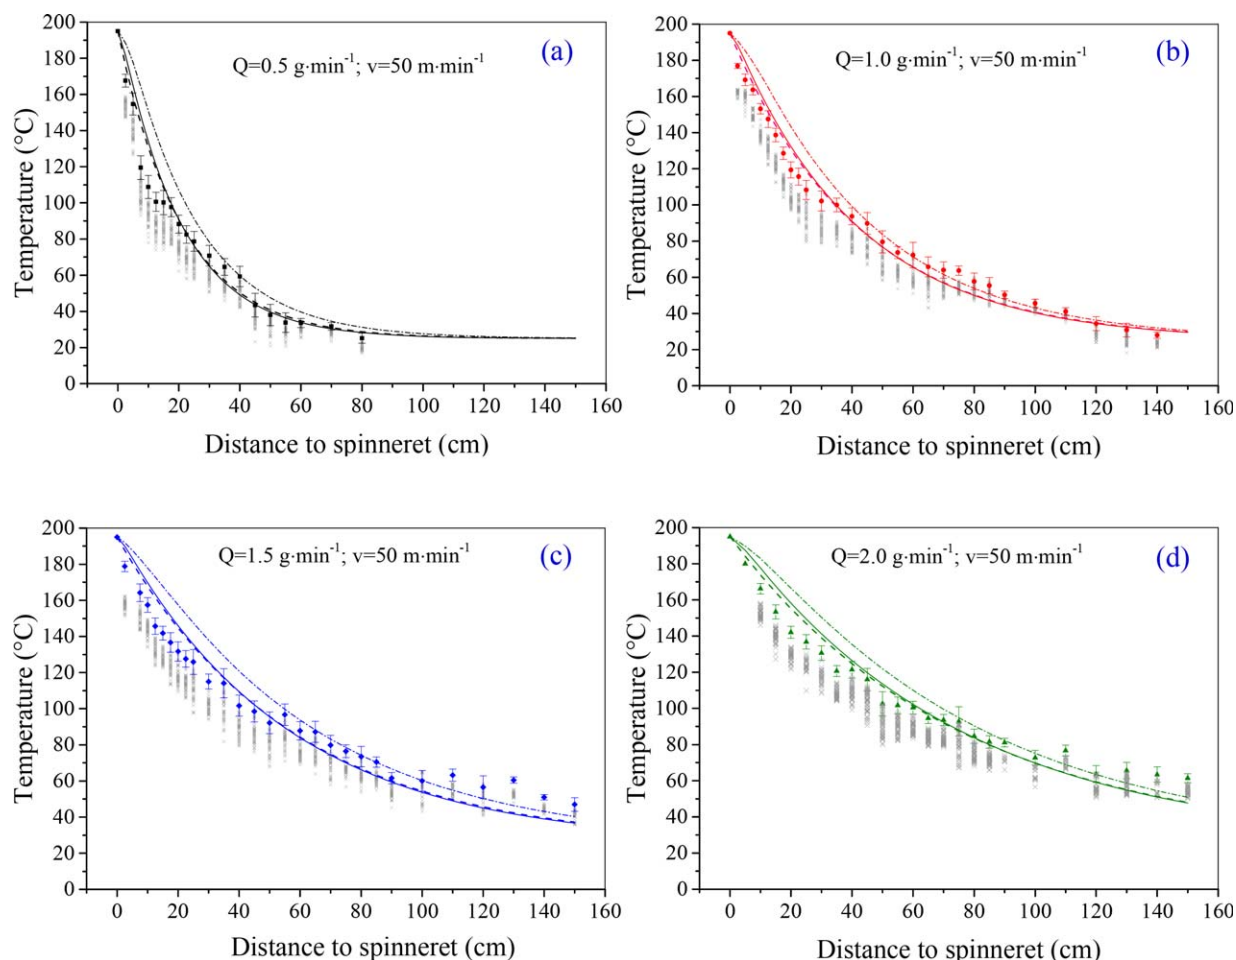 (a)
Q=0.5 g·min⁻¹; v=50 m·min⁻¹
Temperature (°C)
200
180
160
140
120
100
80
60
40
20
0
0 20 40 60 80 100 120 140 160
Distance to spinneret (cm)
(b)
Q=1.0 g·min⁻¹; v=50 m·min⁻¹
Temperature (°C)
200
180
160
140
120
100
80
60
40
20
0
0 20 40 60 80 100 120 140 160
Distance to spinneret (cm)
(c)
Q=1.5 g·min⁻¹; v=50 m·min⁻¹
Temperature (°C)
200
180
160
140
120
100
80
60
40
20
0
0 20 40 60 80 100 120 140 160
Distance to spinneret (cm)
(d)
Q=2.0 g·min⁻¹; v=50 m·min⁻¹
Temperature (°C)
200
180
160
140
120
100
80
60
40
20
0
0 20 40 60 80 100 120 140 160
Distance to spinneret (cm)